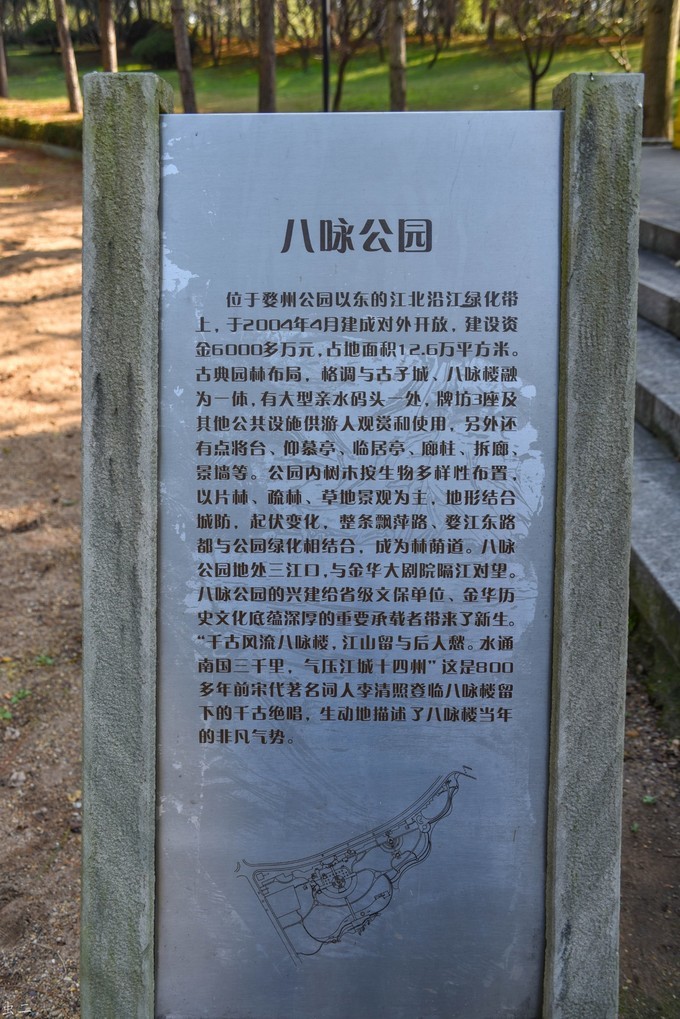 八咏公园
位于婺州公园以东的江北沿江绿化带
上，于2004年4月建成对外开放，建设资
金6000多万元，占地面积12.6万平方米。
古典园林布局，格调与古子城、八咏楼融
为一体，有大型亲水码头一处，牌坊3座及
其他公共设施供游人观赏和使用，另外还
有点将台、仰慕亭、临居亭、廊柱、拆廊、
景墙等。公园内树木按生物多样性布置，
以片林、疏林、草地景观为主，地形结合
城防，起伏变化，整条飘萍路、婺江东路
都与公园绿化相结合，成为林荫道。八咏
公园地处三江口，与金华大剧院隔江对望。
八咏公园的兴建给省级文保单位、金华历
史文化底蕴深厚的重要承载者带来了新生。
“千古风流八咏楼，江山留与后人愁。水通
南国三千里，气压江城十四州”这是800
多年前宋代著名词人李清照登临八咏楼留
下的千古绝唱，生动地描述了八咏楼当年
的非凡气势。
虫二